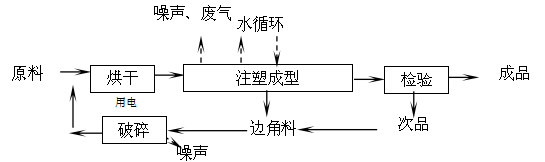 噪声、废气
水循环
原料
烘干
注塑成型
检验
成品
用电
破碎
边角料
次品
噪声